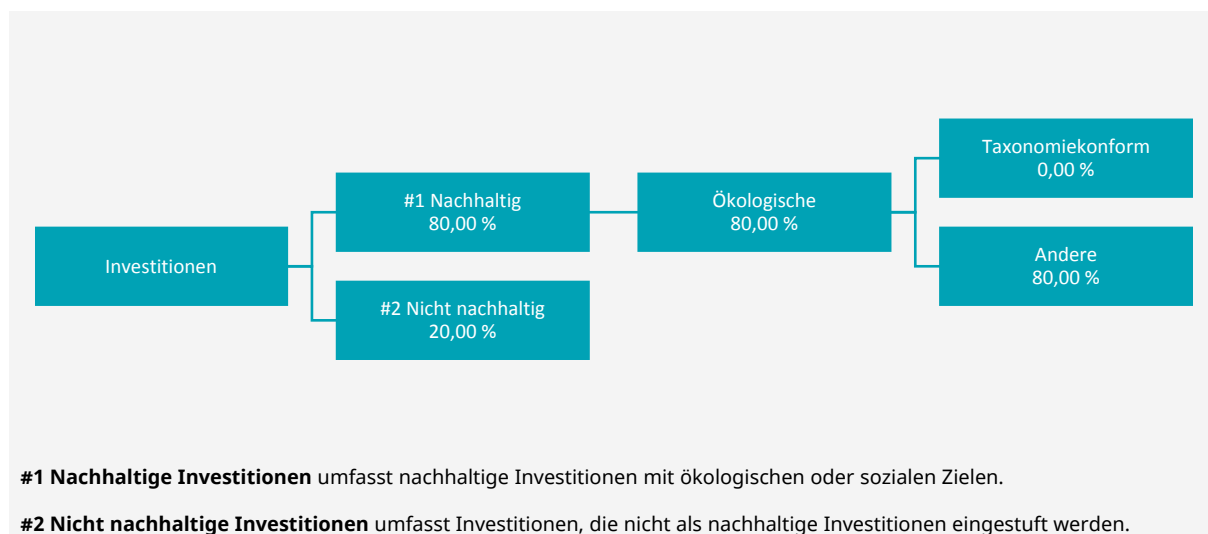 Investitionen
#1 Nachhaltig
80,00 %
#2 Nicht nachhaltig
20,00 %
Ökologische
80,00 %
Taxonomiekonform
0,00 %
Andere
80,00 %
#1 Nachhaltige Investitionen umfasst nachhaltige Investitionen mit ökologischen oder sozialen Zielen.
#2 Nicht nachhaltige Investitionen umfasst Investitionen, die nicht als nachhaltige Investitionen eingestuft werden.